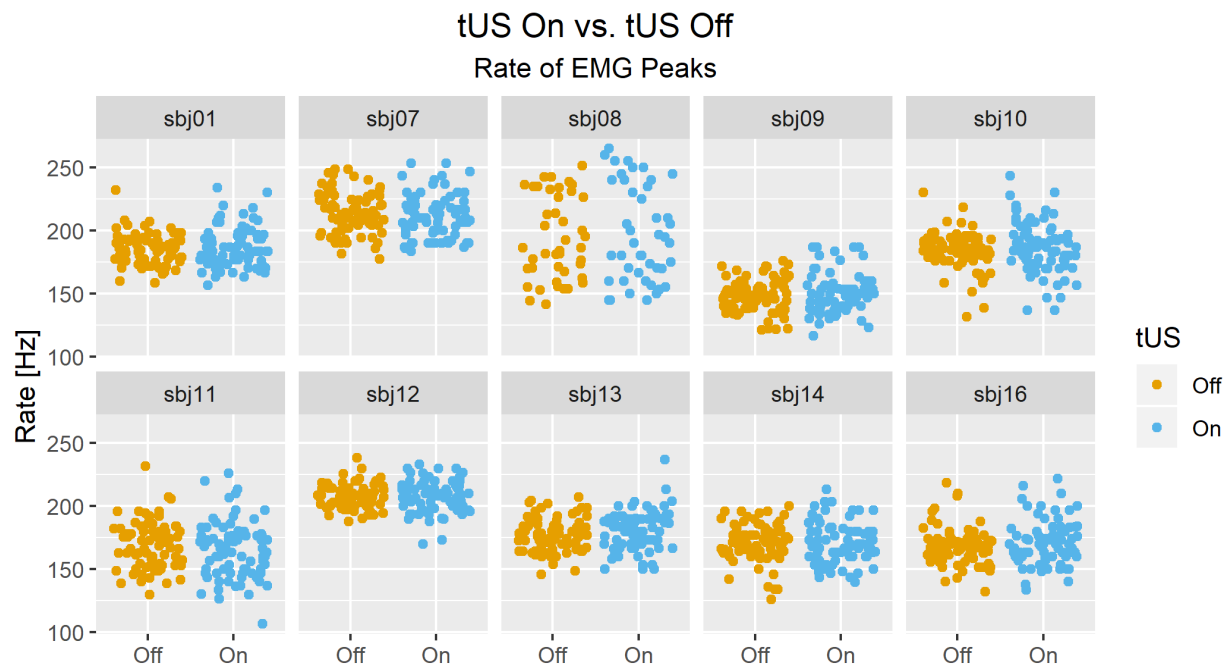 tUS On vs. tUS Off
Rate of EMG Peaks
sbj01 sbj07 sbj08 sbj09 sbj10
250
200
150
100
Rate [Hz]
sbj11 sbj12 sbj13 sbj14 sbj16
250
200
150
100
Off On Off On Off On Off On Off On
tUS
Off
On